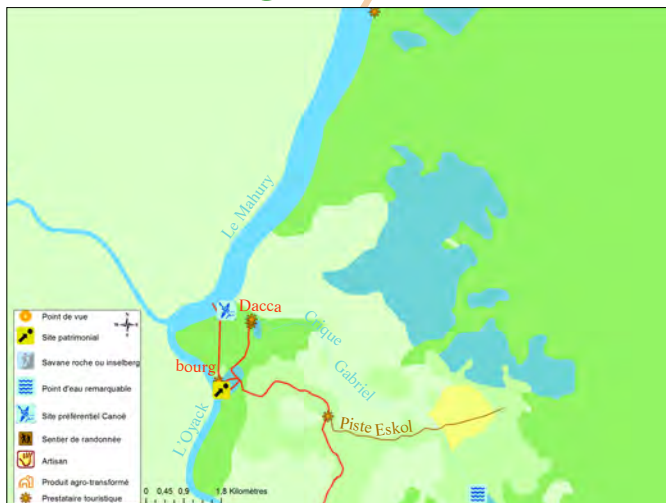 Le Mahury
Dacca
Crique
Gabriel
bourg
L'Oyack
Piste Eskol
Point de vue
Site patrimonial
Savane roche ou inselberg
Point d'eau remarquable
Site préférentiel Canoë
Sentier de randonnée
Artisan
Produit agro-transformé
Prestataire touristique
0 0,45 0,9 1,8 Kilomètres